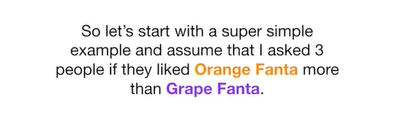 So let's start with a super simple
example and assume that I asked 3
people if they liked Orange Fanta more
than Grape Fanta.